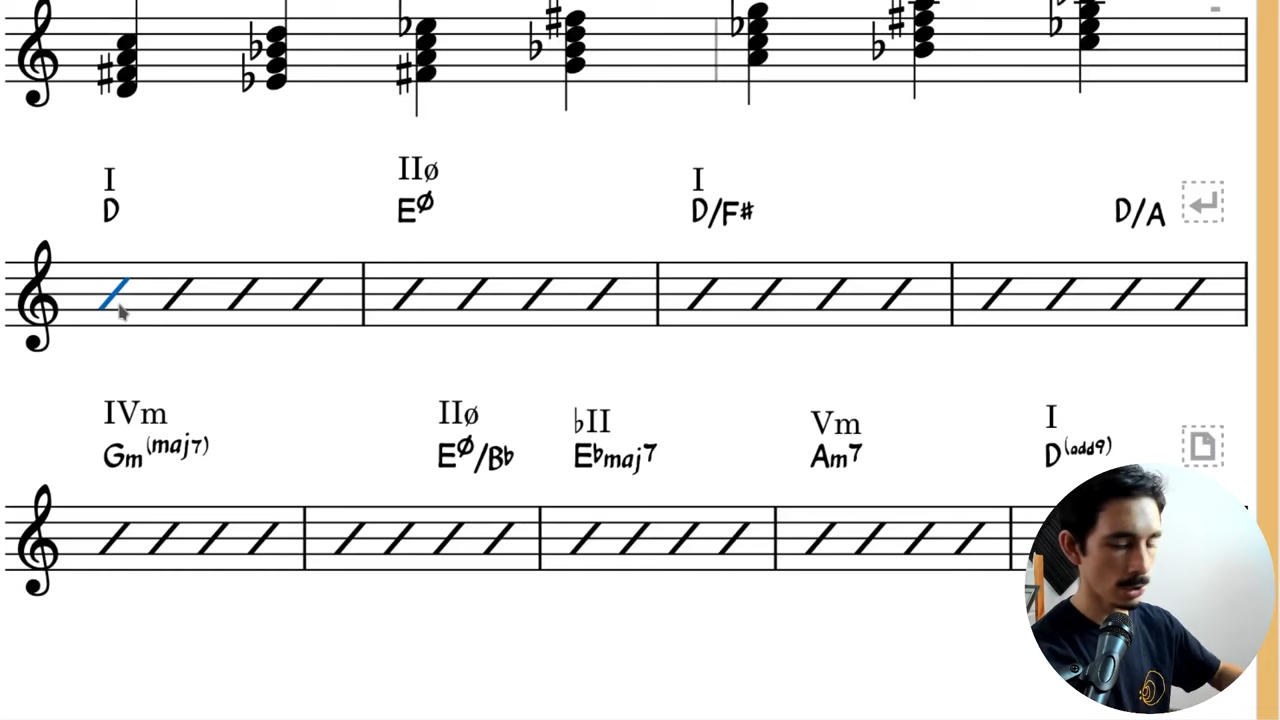 I IIø I
D Eø D/F# D/A
IVm IIø ♭II Vm I
Gm(maj7) Eø/B♭ E♭maj7 Am7 D(add9)